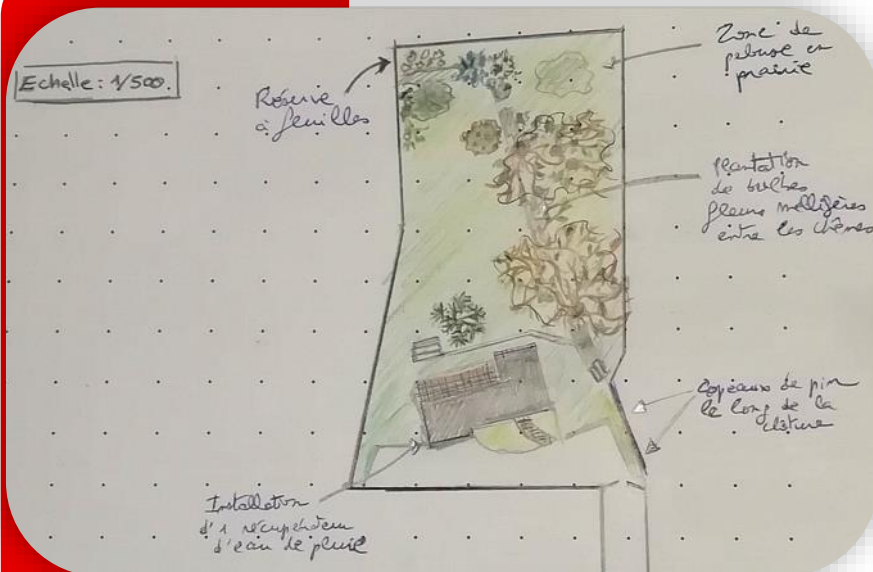 Echelle: 1/500.
Réserve
à feuilles
Zone de
pelouse en
prairie
Plantation
de bulbes
fleurs mellifères
entre les chênes
Copeaux de pin
le long de la
clôture
Installation
d'1 récupérateur
d'eau de pluie